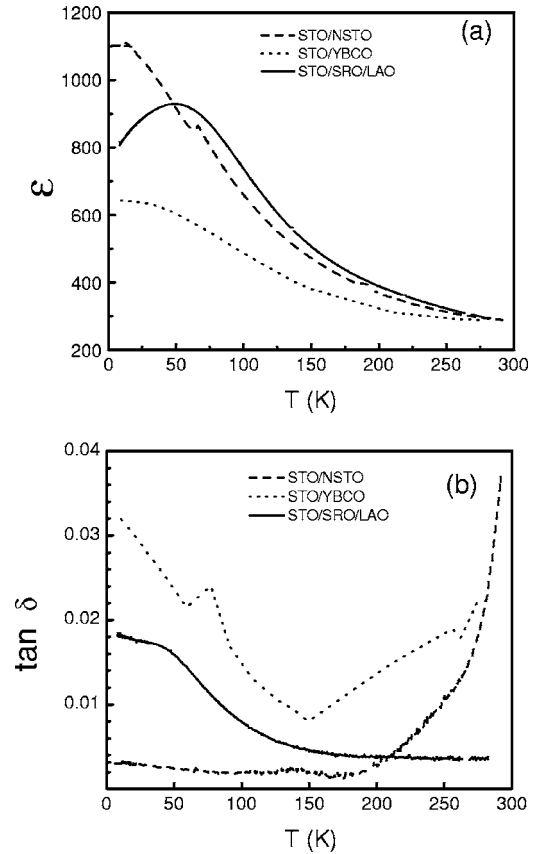 (a)
STO/NSTO
STO/YBCO
STO/SRO/LAO
1200
1000
800
600
400
200
ε
0 50 100 150 200 250 300
T (K)
(b)
STO/NSTO
STO/YBCO
STO/SRO/LAO
0.04
0.03
0.02
0.01
tan δ
0 50 100 150 200 250 300
T (K)